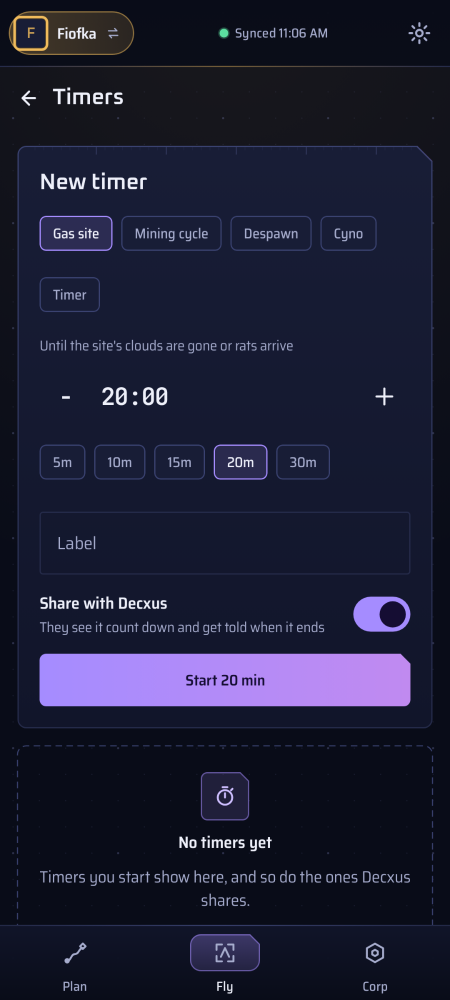 F Fiofka Synced 11:06 AM
Timers
New timer
Gas site Mining cycle Despawn Cyno
Timer
Until the site's clouds are gone or rats arrive
- 20:00 +
5m 10m 15m 20m 30m
Label
Share with Decxus
They see it count down and get told when it ends
Start 20 min
No timers yet
Timers you start show here, and so do the ones Decxus
shares.
Plan Fly Corp